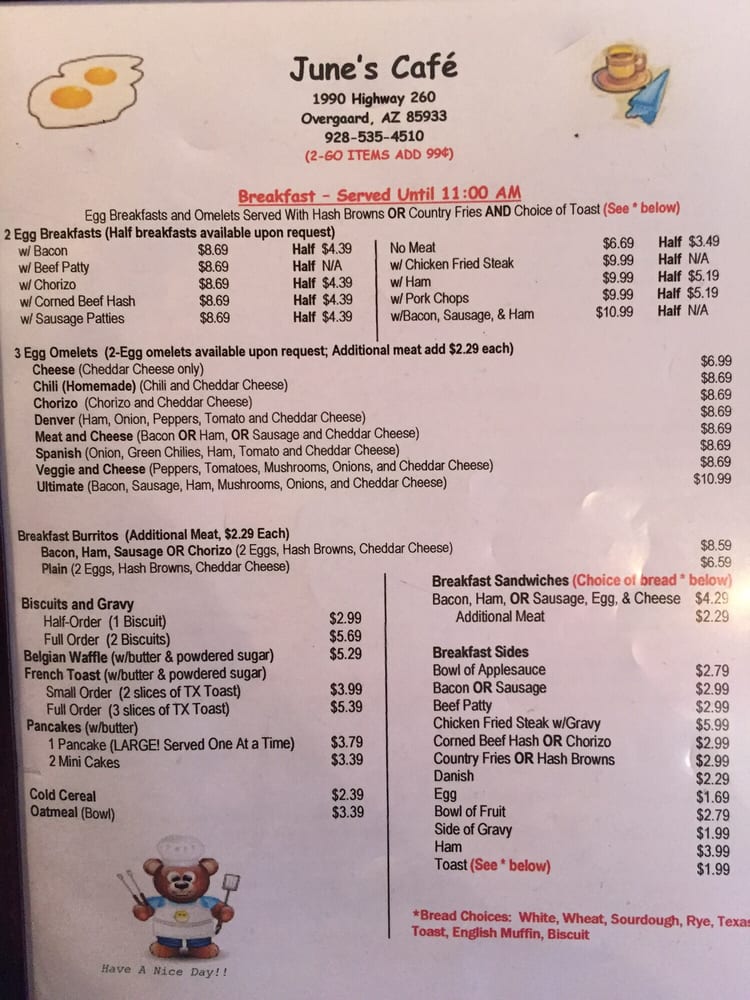 June's Café
1990 Highway 260
Overgaard, AZ 85933
928-535-4510
(2-GO ITEMS ADD 99¢)
Breakfast - Served Until 11:00 AM
Egg Breakfasts and Omelets Served With Hash Browns OR Country Fries AND Choice of Toast (See * below)
2 Egg Breakfasts (Half breakfasts available upon request)
w/ Bacon $8.69 Half $4.39
w/ Beef Patty $8.69 Half N/A
w/ Chorizo $8.69 Half $4.39
w/ Corned Beef Hash $8.69 Half $4.39
w/ Sausage Patties $8.69 Half $4.39
No Meat $6.69 Half $3.49
w/ Chicken Fried Steak $9.99 Half N/A
w/ Ham $9.99 Half $5.19
w/ Pork Chops $9.99 Half $5.19
w/Bacon, Sausage, & Ham $10.99 Half N/A
3 Egg Omelets (2-Egg omelets available upon request; Additional meat add $2.29 each)
Cheese (Cheddar Cheese only) $6.99
Chili (Homemade) (Chili and Cheddar Cheese) $8.69
Chorizo (Chorizo and Cheddar Cheese) $8.69
Denver (Ham, Onion, Peppers, Tomato and Cheddar Cheese) $8.69
Meat and Cheese (Bacon OR Ham, OR Sausage and Cheddar Cheese) $8.69
Spanish (Onion, Green Chilies, Ham, Tomato and Cheddar Cheese) $8.69
Veggie and Cheese (Peppers, Tomatoes, Mushrooms, Onions, and Cheddar Cheese) $8.69
Ultimate (Bacon, Sausage, Ham, Mushrooms, Onions, and Cheddar Cheese) $10.99
Breakfast Burritos (Additional Meat, $2.29 Each)
Bacon, Ham, Sausage OR Chorizo (2 Eggs, Hash Browns, Cheddar Cheese) $8.59
Plain (2 Eggs, Hash Browns, Cheddar Cheese) $6.59
Biscuits and Gravy
Half-Order (1 Biscuit) $2.99
Full Order (2 Biscuits) $5.69
Belgian Waffle (w/butter & powdered sugar) $5.29
French Toast (w/butter & powdered sugar)
Small Order (2 slices of TX Toast) $3.99
Full Order (3 slices of TX Toast) $5.39
Pancakes (w/butter)
1 Pancake (LARGE! Served One At a Time) $3.79
2 Mini Cakes $3.39
Cold Cereal $2.39
Oatmeal (Bowl) $3.39
Have A Nice Day!!
Breakfast Sandwiches (Choice of bread * below)
Bacon, Ham, OR Sausage, Egg, & Cheese $4.29
Additional Meat $2.29
Breakfast Sides
Bowl of Applesauce $2.79
Bacon OR Sausage $2.99
Beef Patty $2.99
Chicken Fried Steak w/Gravy $5.99
Corned Beef Hash OR Chorizo $2.99
Country Fries OR Hash Browns $2.99
Danish $2.29
Egg $1.69
Bowl of Fruit $2.79
Side of Gravy $1.99
Ham $3.99
Toast (See * below) $1.99
*Bread Choices: White, Wheat, Sourdough, Rye, Texas
Toast, English Muffin, Biscuit